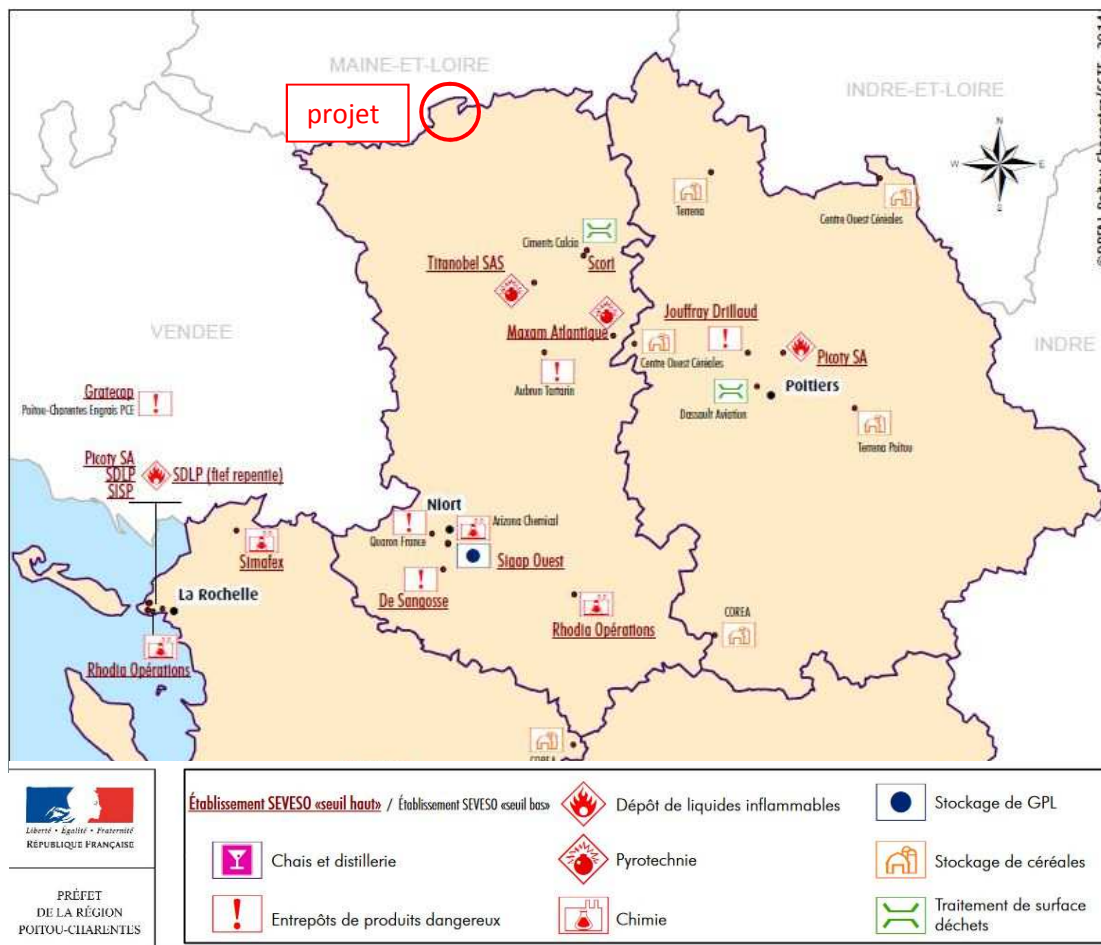 MAINE-ET-LOIRE
projet
INDRE-ET-LOIRE
N
W
E
S
Terrena
Centre Ouest Céréales
Ciments Calcia
Titanobel SAS
Scori
VENDEE
Maxam Atlantique
Jouffray Drillaud
INDRE
Centre Ouest Céréales
Picoty SA
Aubrun Tartarin
Poitiers
Gratecap
Poitou-Charentes Engrais PCE
Dassault Aviation
Terrena Poitou
Picoty SA
SDLP
SISP
SDLP (fief repentie)
Niort
Arizona Chemical
Quaron France
Simafex
Sigap Ouest
De Sangosse
La Rochelle
COREA
Rhodia Opérations
Rhodia Opérations
COREA
Liberté • Égalité • Fraternité
RÉPUBLIQUE FRANÇAISE
PRÉFET
DE LA RÉGION
POITOU-CHARENTES
Établissement SEVESO «seuil haut» / Établissement SEVESO «seuil bas»
Dépôt de liquides inflammables
Stockage de GPL
Chais et distillerie
Pyrotechnie
Stockage de céréales
Entrepôts de produits dangereux
Chimie
Traitement de surface
déchets